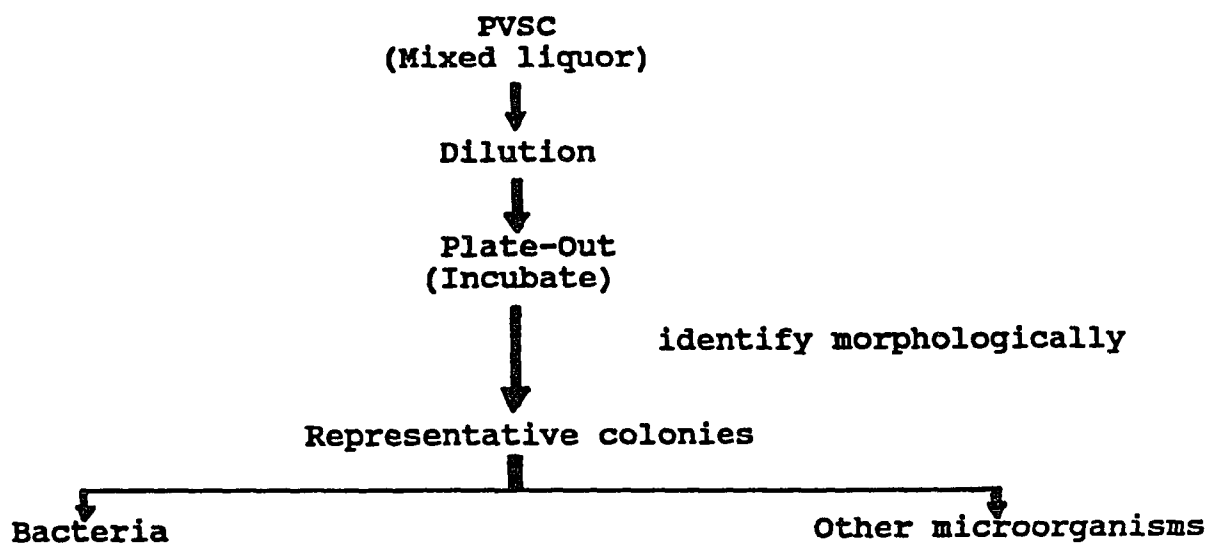 PVSC
(Mixed liquor)
Dilution
Plate-Out
(Incubate)
identify morphologically
Representative colonies
Bacteria
Other microorganisms